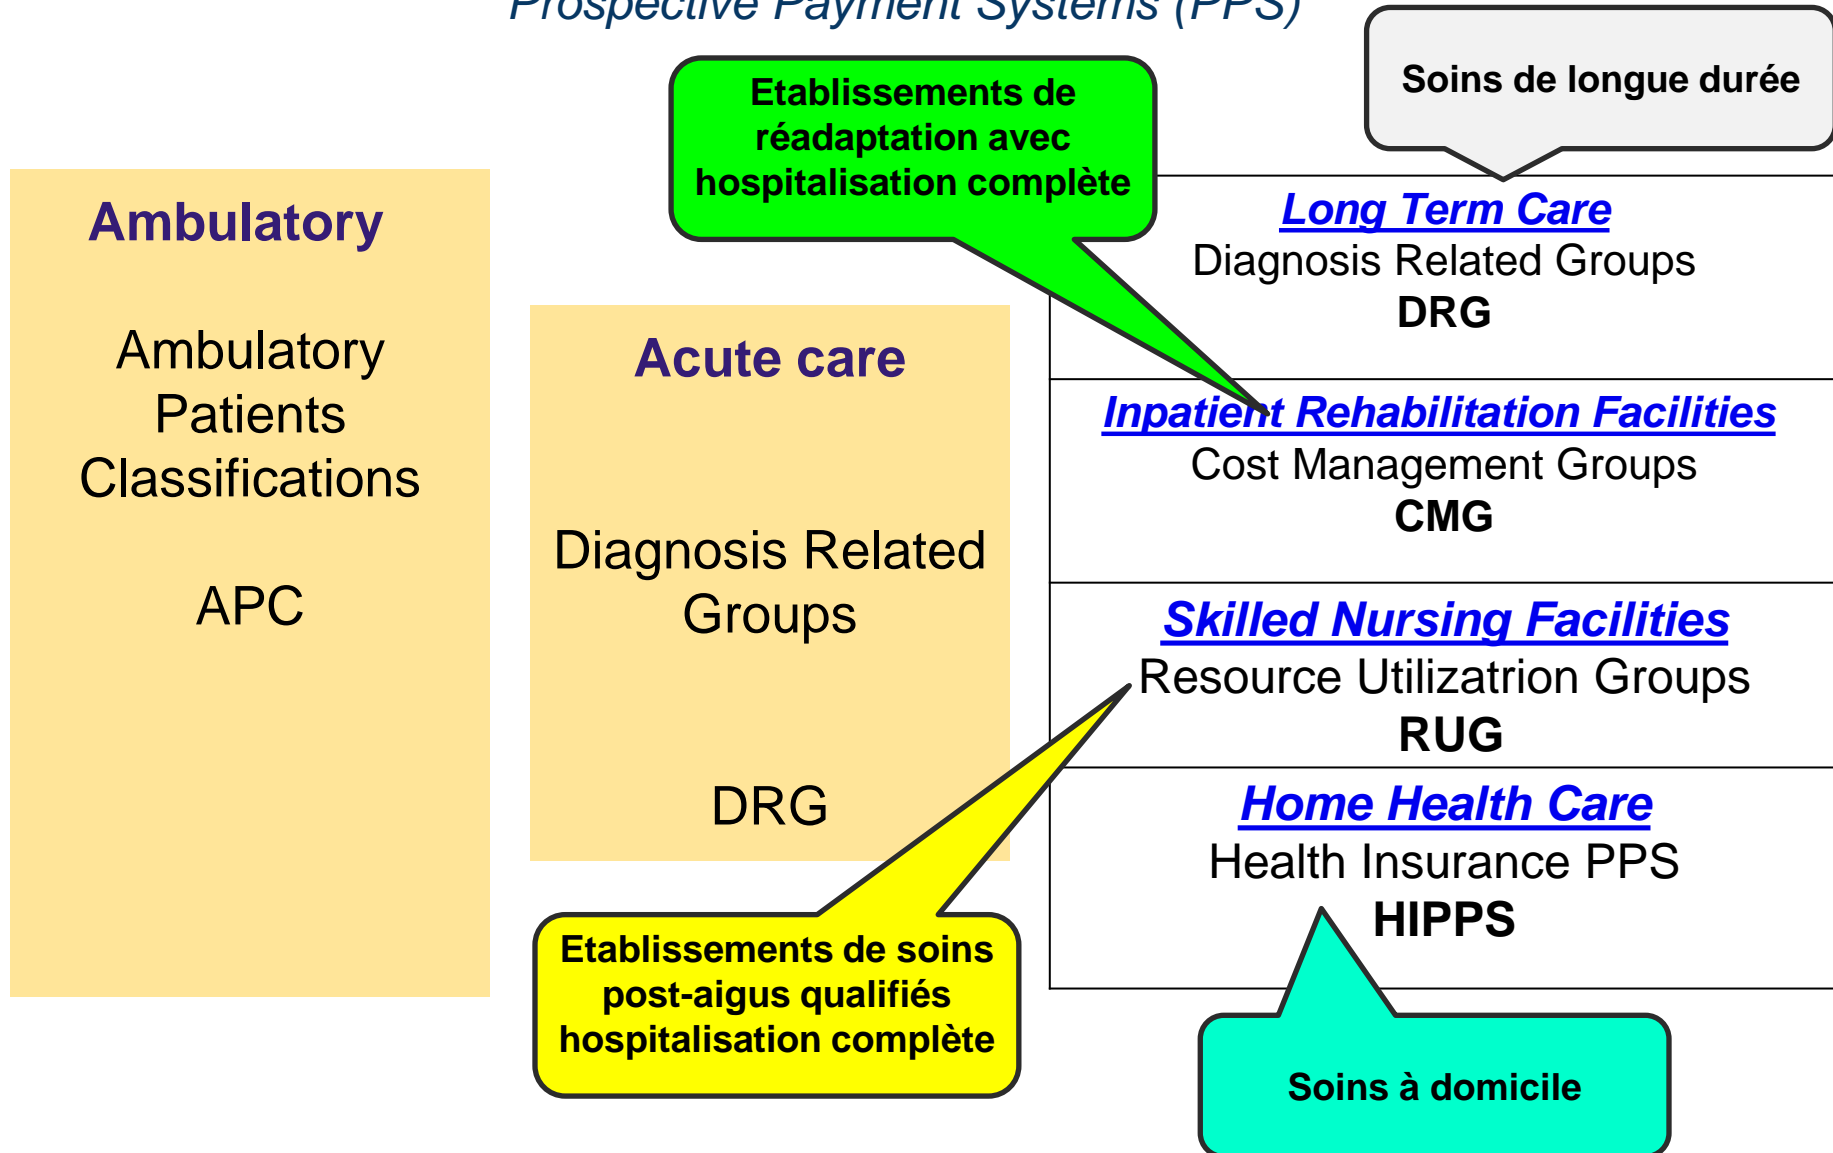 Prospective Payment Systems (PPS)
Soins de longue durée
Etablissements de
réadaptation avec
hospitalisation complète
Ambulatory
Ambulatory
Patients
Classifications
APC
Acute care
Diagnosis Related
Groups
DRG
Long Term Care
Diagnosis Related Groups
DRG
Inpatient Rehabilitation Facilities
Cost Management Groups
CMG
Skilled Nursing Facilities
Resource Utilizatrion Groups
RUG
Home Health Care
Health Insurance PPS
HIPPS
Etablissements de soins
post-aigus qualifiés
hospitalisation complète
Soins à domicile